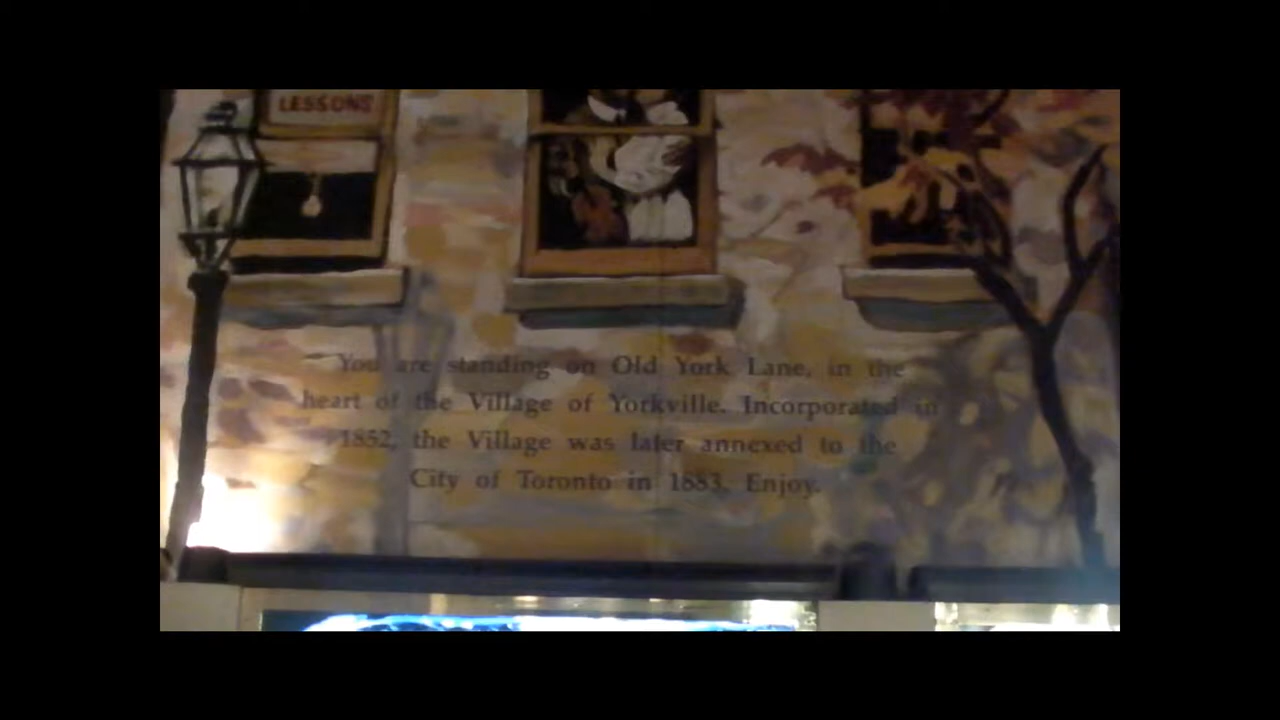 LESSONS
You are standing on Old York Lane, in the
heart of the Village of Yorkville. Incorporated in
1852, the Village was later annexed to the
City of Toronto in 1883. Enjoy.